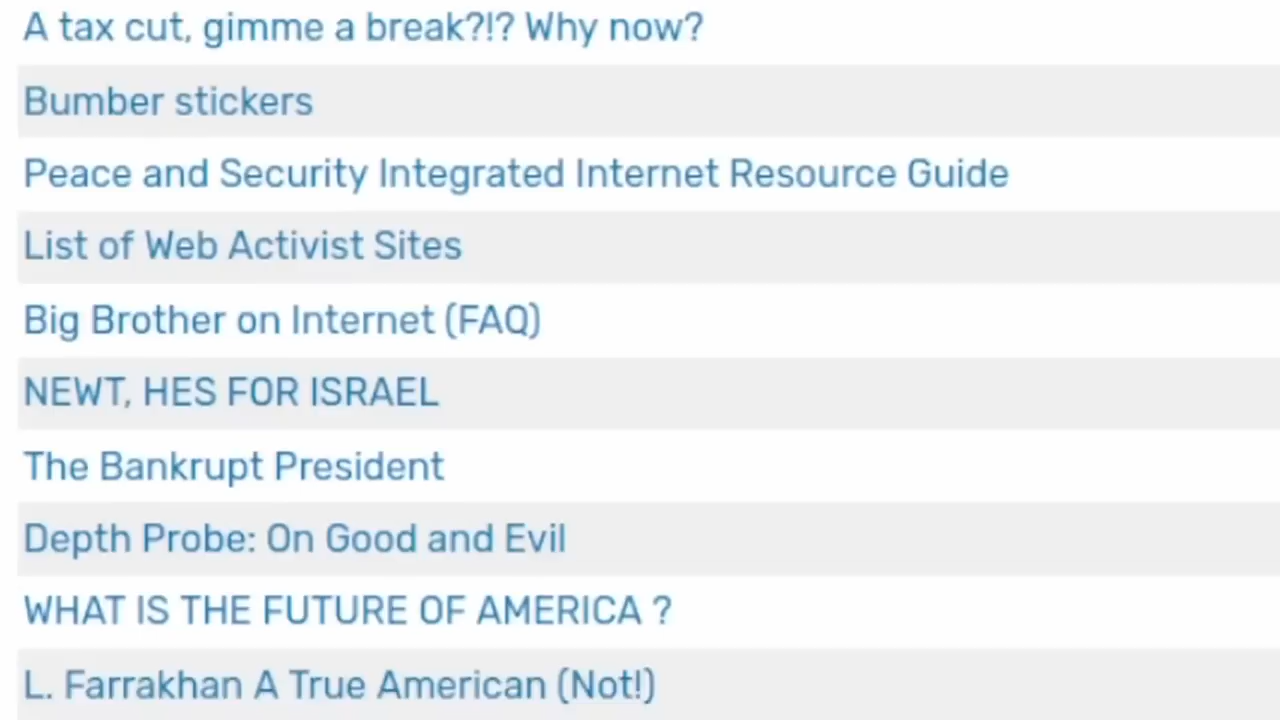 A tax cut, gimme a break?!? Why now?
Bumber stickers
Peace and Security Integrated Internet Resource Guide
List of Web Activist Sites
Big Brother on Internet (FAQ)
NEWT, HES FOR ISRAEL
The Bankrupt President
Depth Probe: On Good and Evil
WHAT IS THE FUTURE OF AMERICA ?
L. Farrakhan A True American (Not!)